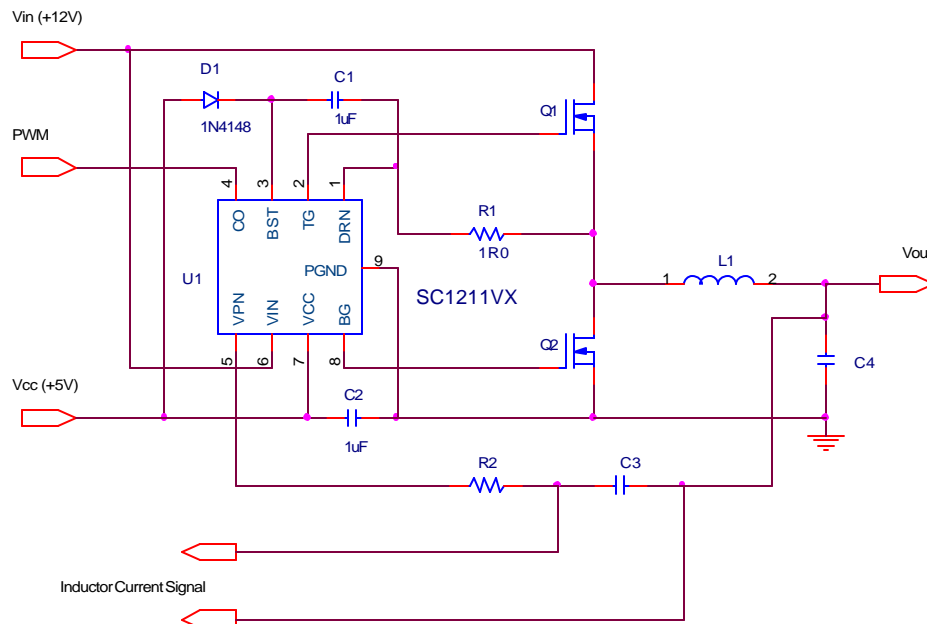 Vin (+12V)
D1
C1
1N4148
1uF
Q1
PWM
4
3
2
1
CO
BST
TG
DRN
R1
1R0
PGND
9
U1
SC1211VX
L1
1
2
Vou
VPN
VIN
VCC
BG
5
6
7
8
Q2
C4
Vcc (+5V)
C2
1uF
R2
C3
Inductor Current Signal